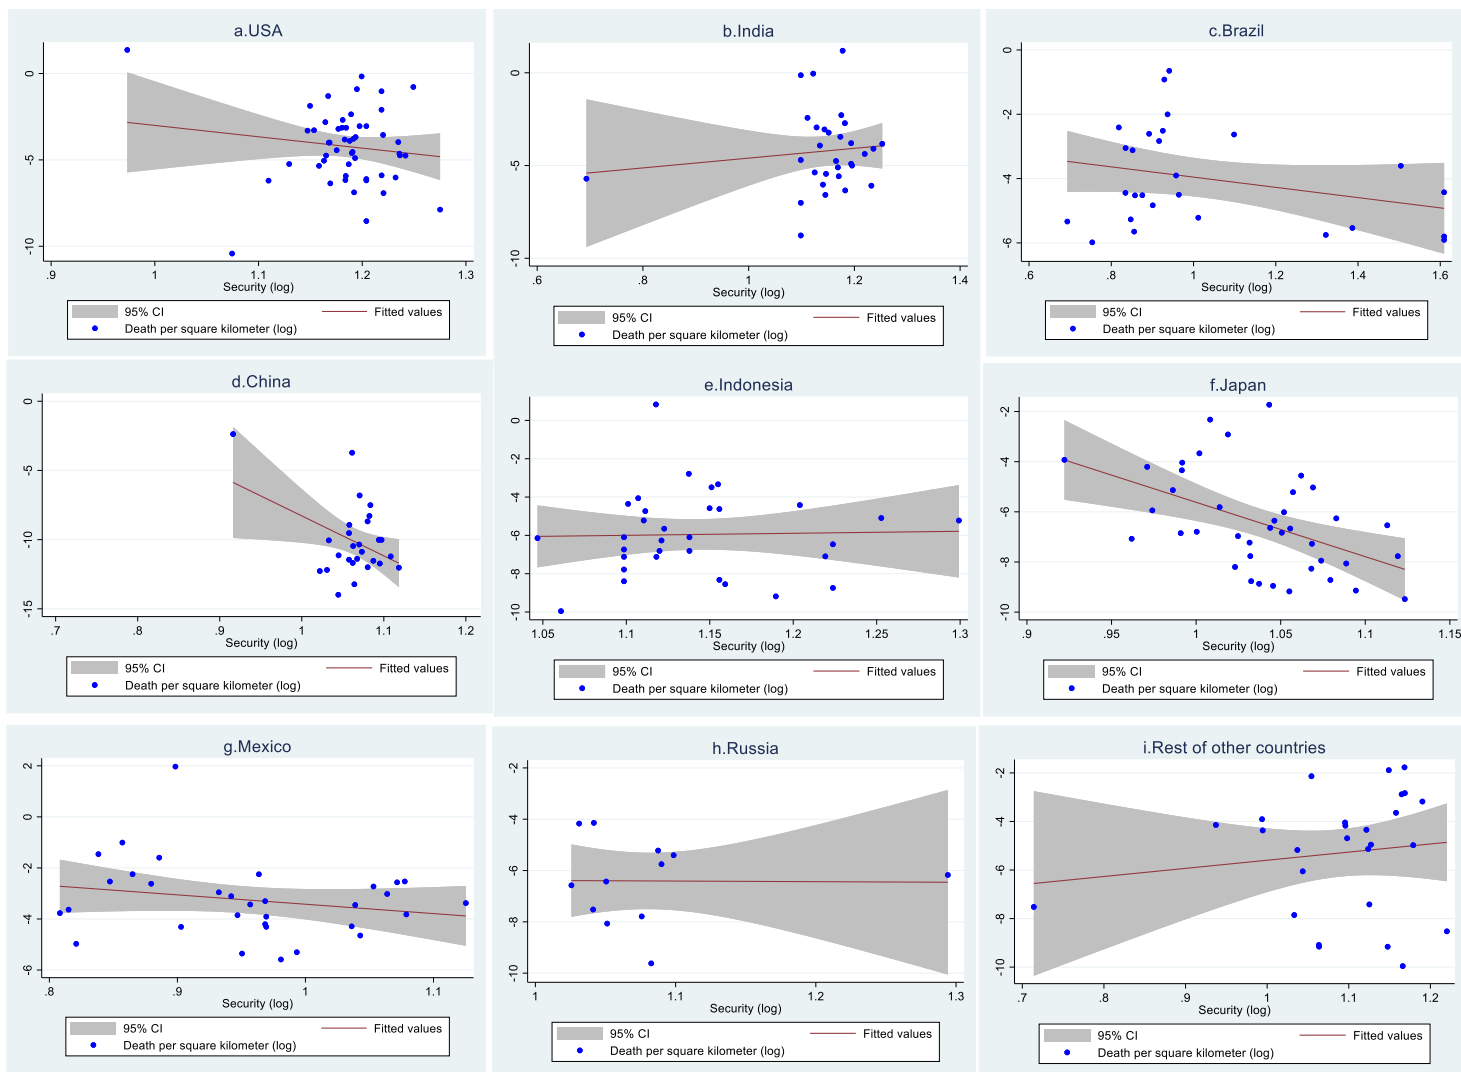 a.USA
0
-5
-10
.9 1 1.1 1.2 1.3
Security (log)
95% CI Fitted values
Death per square kilometer (log)
b.India
0
-5
-10
.6 .8 1 1.2 1.4
Security (log)
95% CI Fitted values
Death per square kilometer (log)
c.Brazil
0
-2
-4
-6
.6 .8 1 1.2 1.4 1.6
Security (log)
95% CI Fitted values
Death per square kilometer (log)
d.China
0
-5
-10
-15
.7 .8 .9 1 1.1 1.2
Security (log)
95% CI Fitted values
Death per square kilometer (log)
e.Indonesia
0
-2
-4
-6
-8
-10
1.05 1.1 1.15 1.2 1.25 1.3
Security (log)
95% CI Fitted values
Death per square kilometer (log)
f.Japan
-2
-4
-6
-8
-10
.9 .95 1 1.05 1.1 1.15
Security (log)
95% CI Fitted values
Death per square kilometer (log)
g.Mexico
2
0
-2
-4
-6
.8 .9 1 1.1
Security (log)
95% CI Fitted values
Death per square kilometer (log)
h.Russia
-2
-4
-6
-8
-10
1 1.1 1.2 1.3
Security (log)
95% CI Fitted values
Death per square kilometer (log)
i.Rest of other countries
-2
-4
-6
-8
-10
.7 .8 .9 1 1.1 1.2
Security (log)
95% CI Fitted values
Death per square kilometer (log)